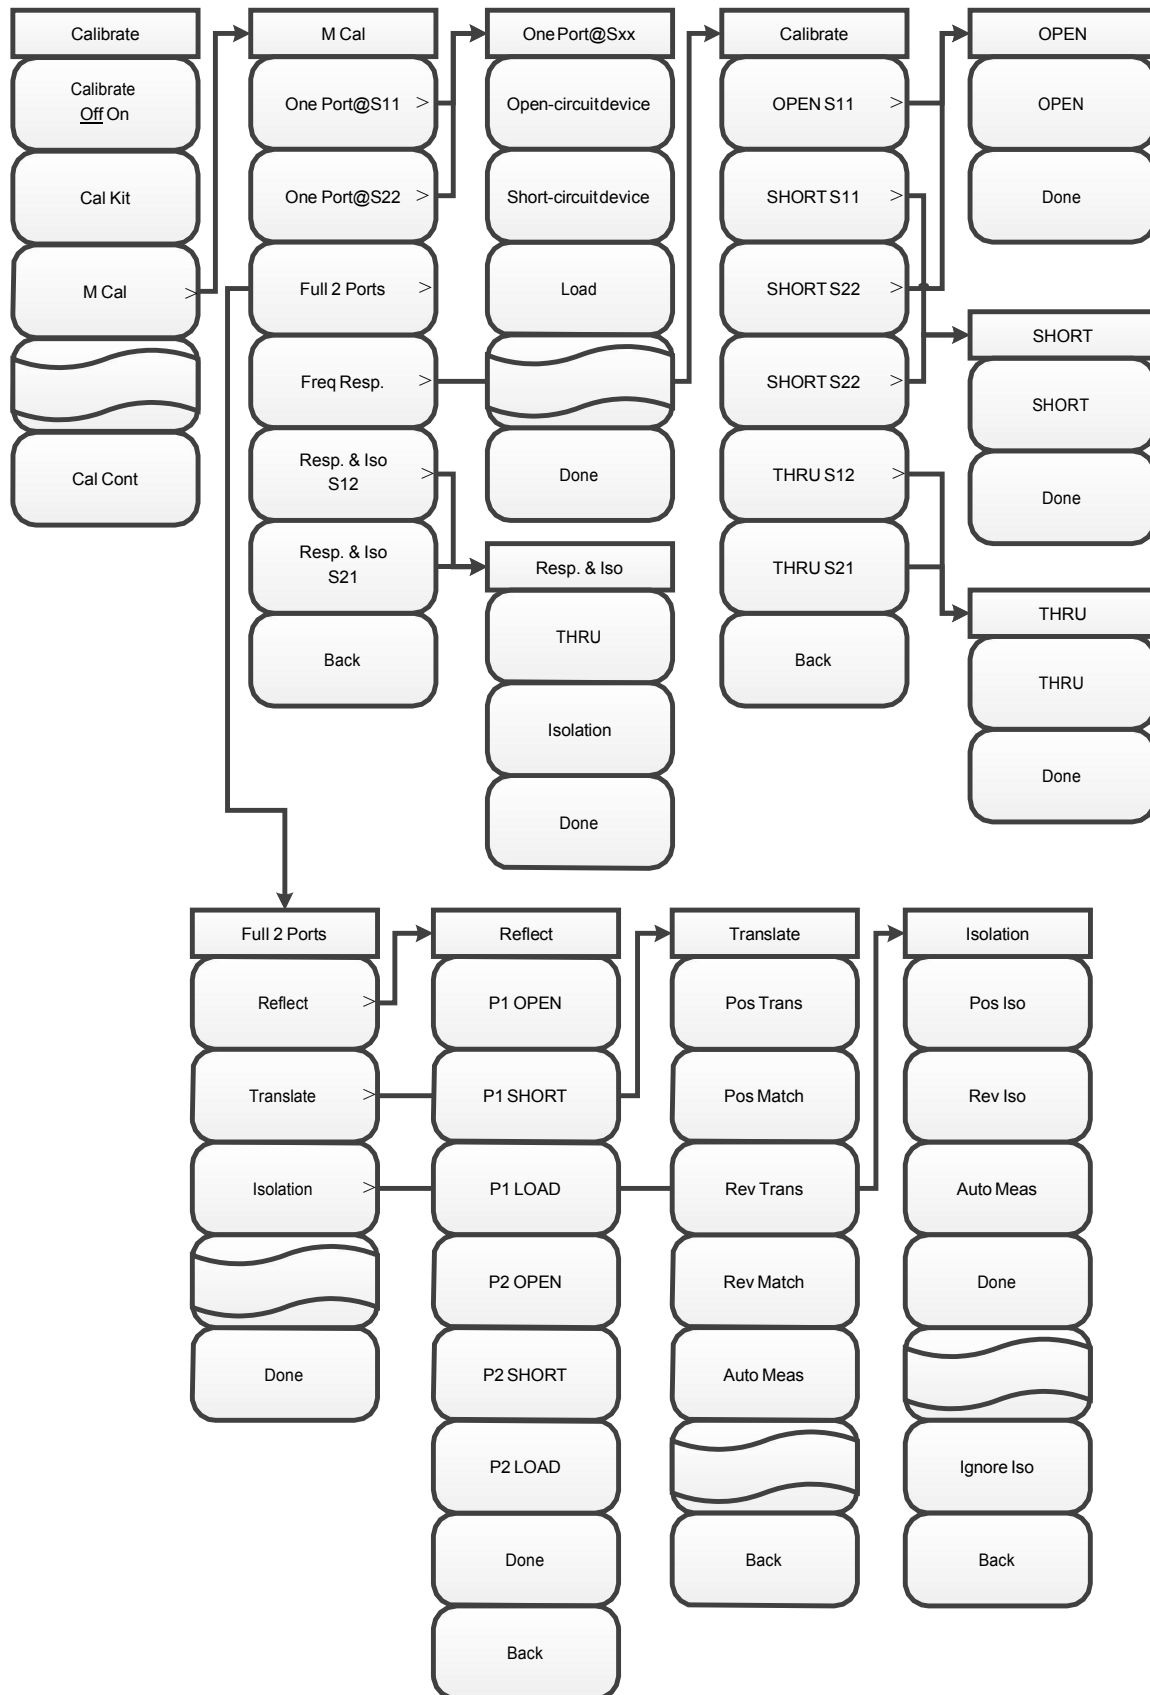 Calibrate
Calibrate
Off On
Cal Kit
M Cal
>
Cal Cont
M Cal
One Port@S11 >
One Port@S22 >
Full 2 Ports >
Freq Resp. >
Resp. & Iso
S12
>
Resp. & Iso
S21
Back
One Port@Sxx
Open-circuit device
Short-circuit device
Load
Done
Resp. & Iso
THRU
Isolation
Done
Calibrate
OPEN S11 >
SHORT S11 >
SHORT S22 >
SHORT S22 >
THRU S12 >
THRU S21
Back
OPEN
OPEN
Done
SHORT
SHORT
Done
THRU
THRU
Done
Full 2 Ports
Reflect >
Translate >
Isolation >
Done
Reflect
P1 OPEN
P1 SHORT
P1 LOAD
P2 OPEN
P2 SHORT
P2 LOAD
Done
Back
Translate
Pos Trans
Pos Match
Rev Trans
Rev Match
Auto Meas
Back
Isolation
Pos Iso
Rev Iso
Auto Meas
Done
Ignore Iso
Back